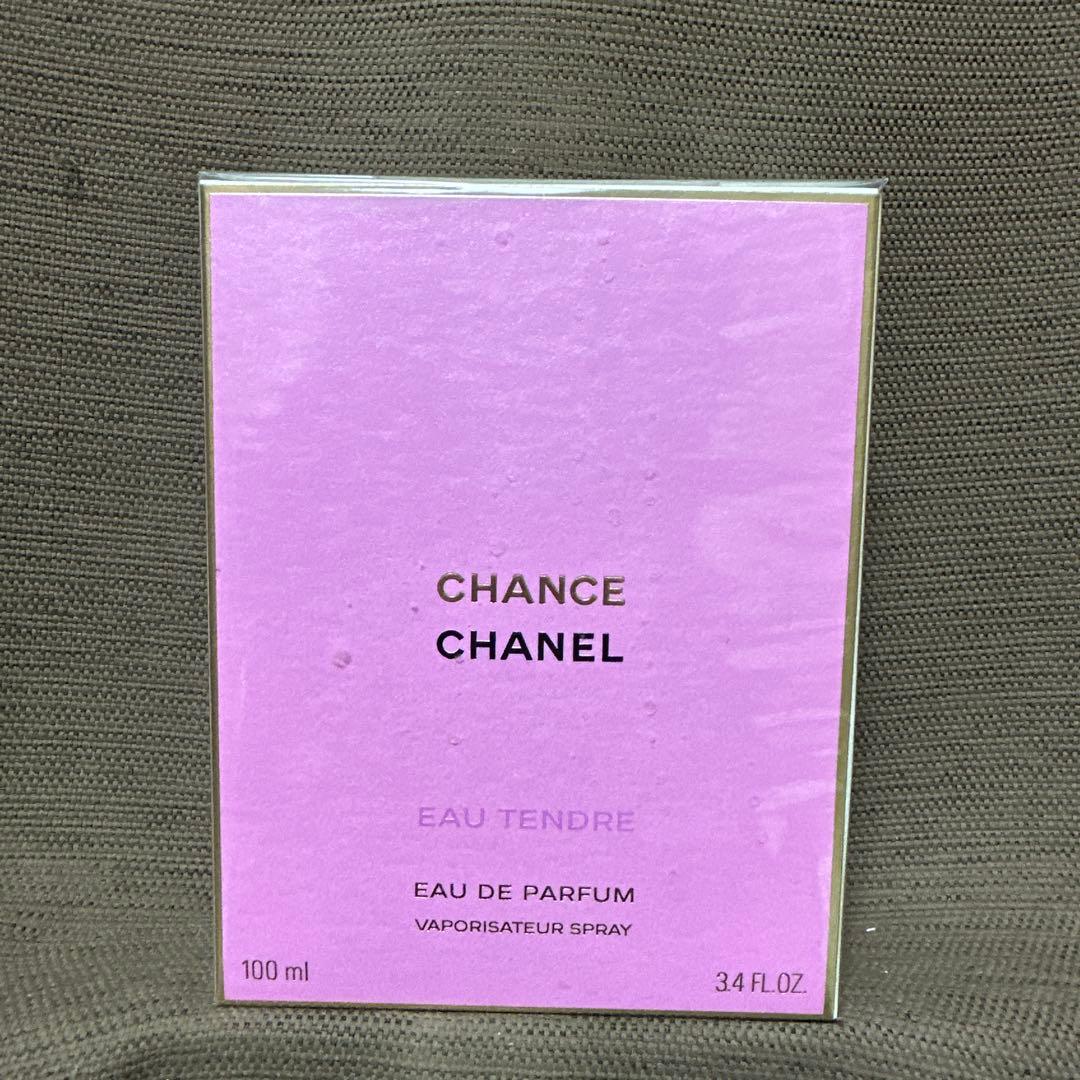 CHANCE
CHANEL
EAU TENDRE
EAU DE PARFUM
VAPORISATEUR SPRAY
100 ml
3.4 FL.OZ.